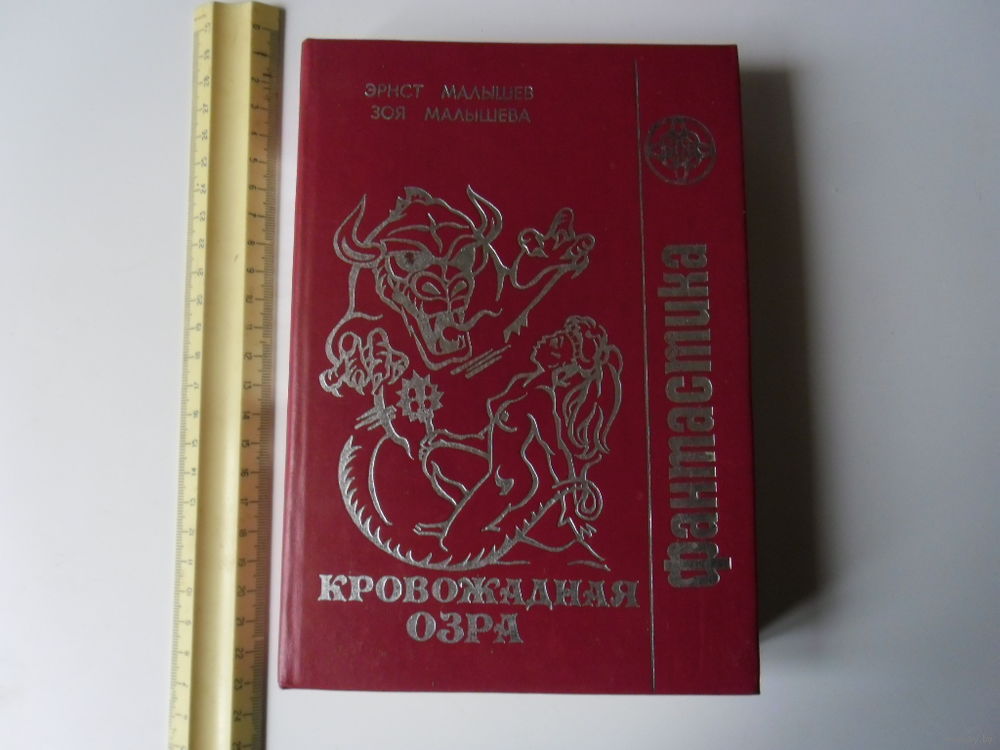 ЭРНСТ МАЛЫШЕВ
ЗОЯ МАЛЫШЕВА
фантастика
КРОВОЖАДНАЯ
ОЗРА